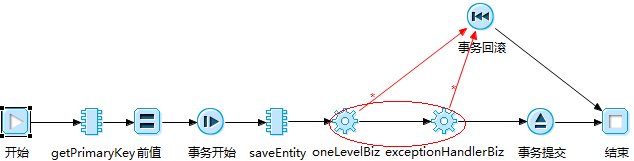 事务回滚
*
*
开始
getPrimaryKey
前值
事务开始
saveEntity
oneLevelBiz
exceptionHandlerBiz
事务提交
结束